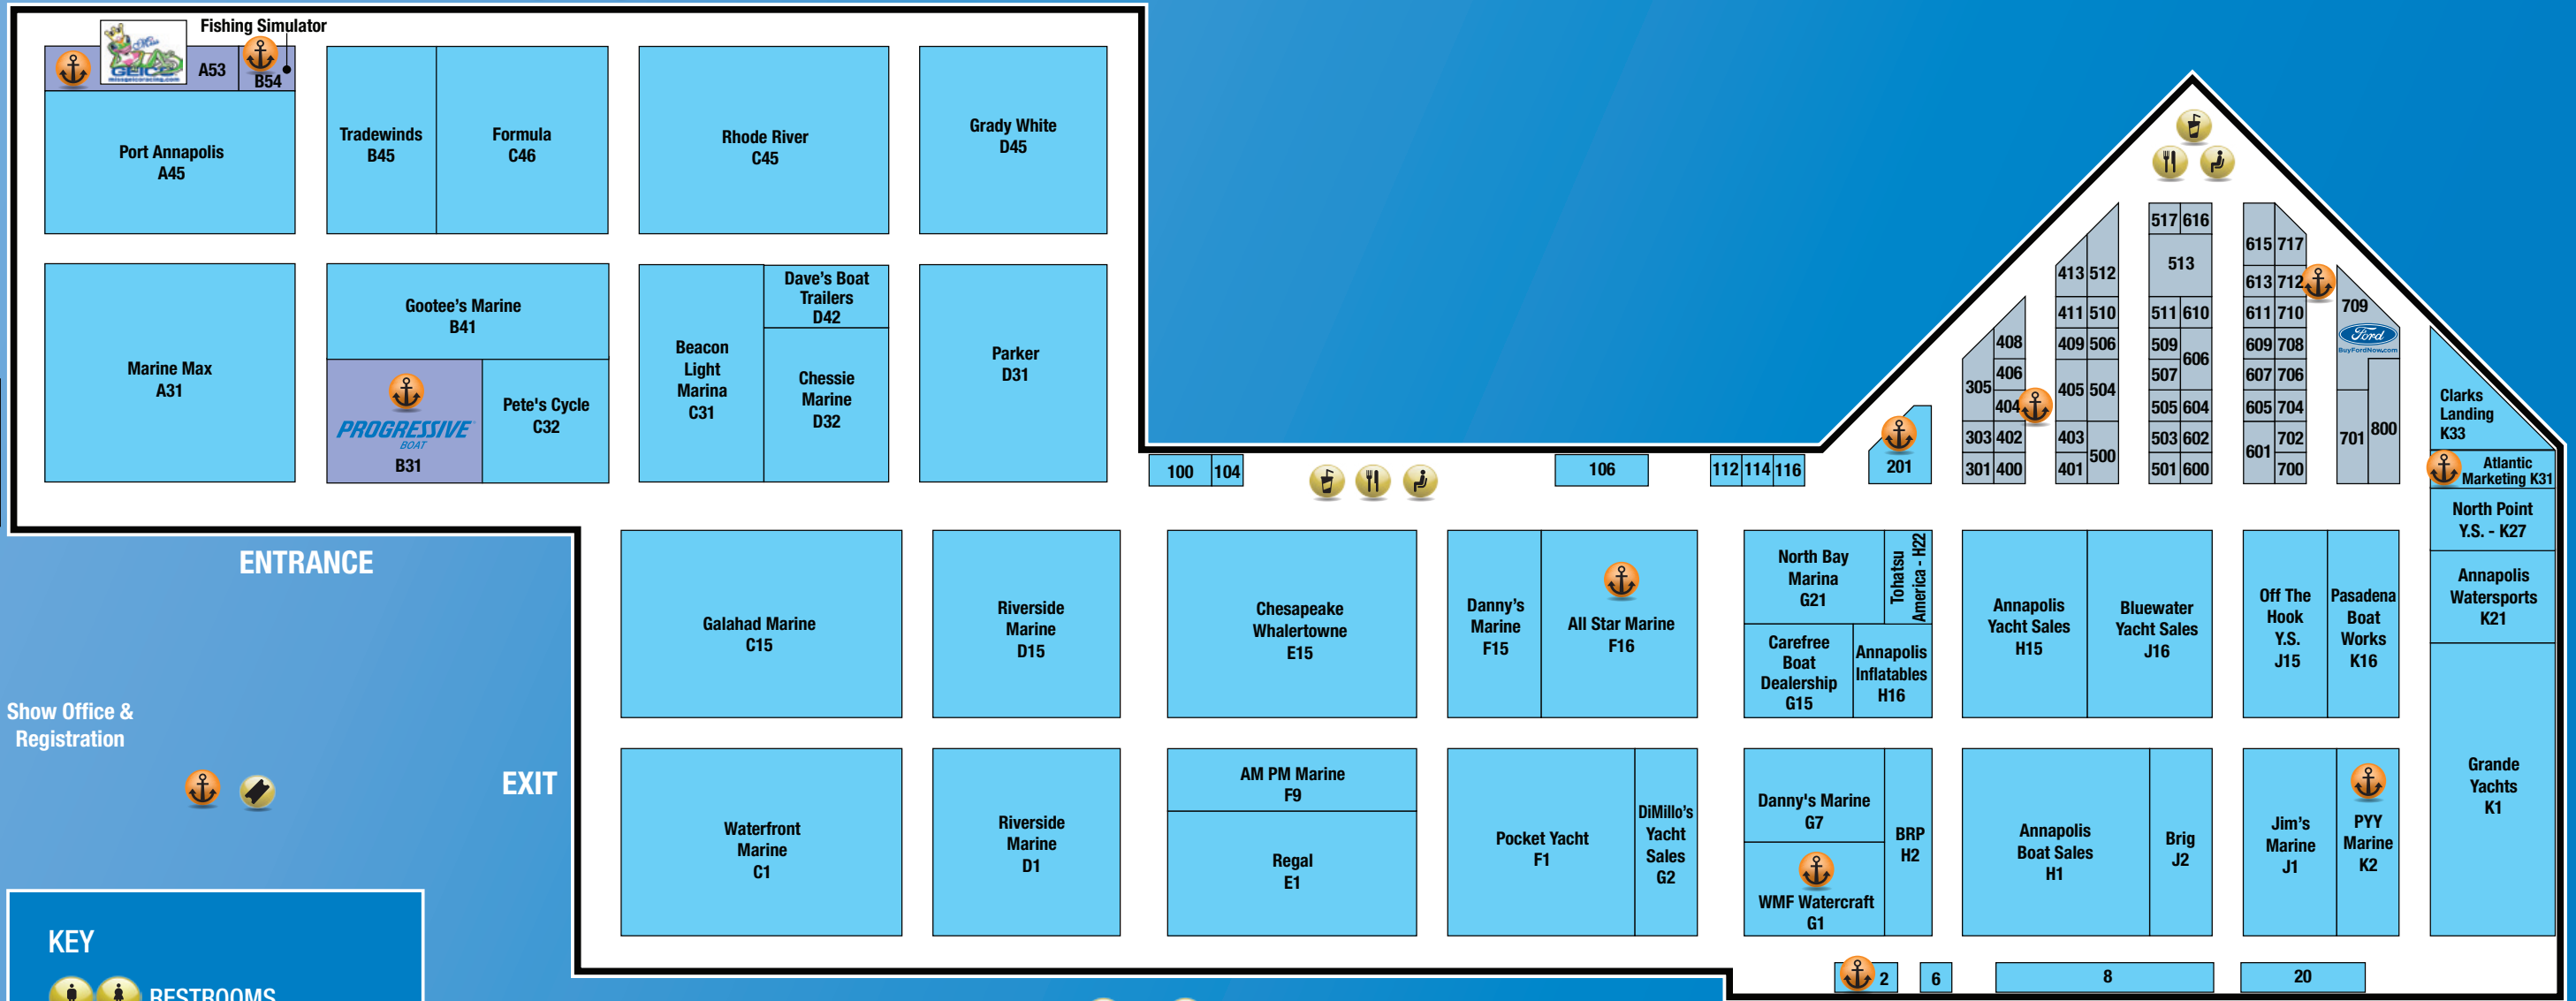 Fishing Simulator
Miss
GEICO
missgeicoracing.com
A53
B54
Port Annapolis
A45
Tradewinds
B45
Formula
C46
Rhode River
C45
Grady White
D45
Marine Max
A31
Gootee's Marine
B41
PROGRESSIVE
BOAT
B31
Pete's Cycle
C32
Beacon
Light
Marina
C31
Dave's Boat
Trailers
D42
Chessie
Marine
D32
Parker
D31
100
104
106
112
114
116
201
305
303
301
408
406
404
402
400
413
411
409
405
403
401
512
510
506
504
500
517
513
511
509
507
505
503
501
616
610
606
604
602
600
615
613
611
609
607
605
601
717
712
710
708
706
704
702
700
709
Ford
BuyFordNow.com
701
800
Clarks
Landing
K33
Atlantic
Marketing K31
North Point
Y.S. - K27
Annapolis
Watersports
K21
Grande
Yachts
K1
ENTRANCE
Galahad Marine
C15
Riverside
Marine
D15
Chesapeake
Whalertowne
E15
Danny's
Marine
F15
All Star Marine
F16
North Bay
Marina
G21
Tohatsu
America - H22
Carefree
Boat
Dealership
G15
Annapolis
Inflatables
H16
Annapolis
Yacht Sales
H15
Bluewater
Yacht Sales
J16
Off The
Hook
Y.S.
J15
Pasadena
Boat
Works
K16
Show Office &
Registration
EXIT
Waterfront
Marine
C1
Riverside
Marine
D1
AM PM Marine
F9
Regal
E1
Pocket Yacht
F1
DiMillo's
Yacht
Sales
G2
Danny's Marine
G7
WMF Watercraft
G1
BRP
H2
Annapolis
Boat Sales
H1
Brig
J2
Jim's
Marine
J1
PYY
Marine
K2
2
6
8
20
KEY
RESTROOMS